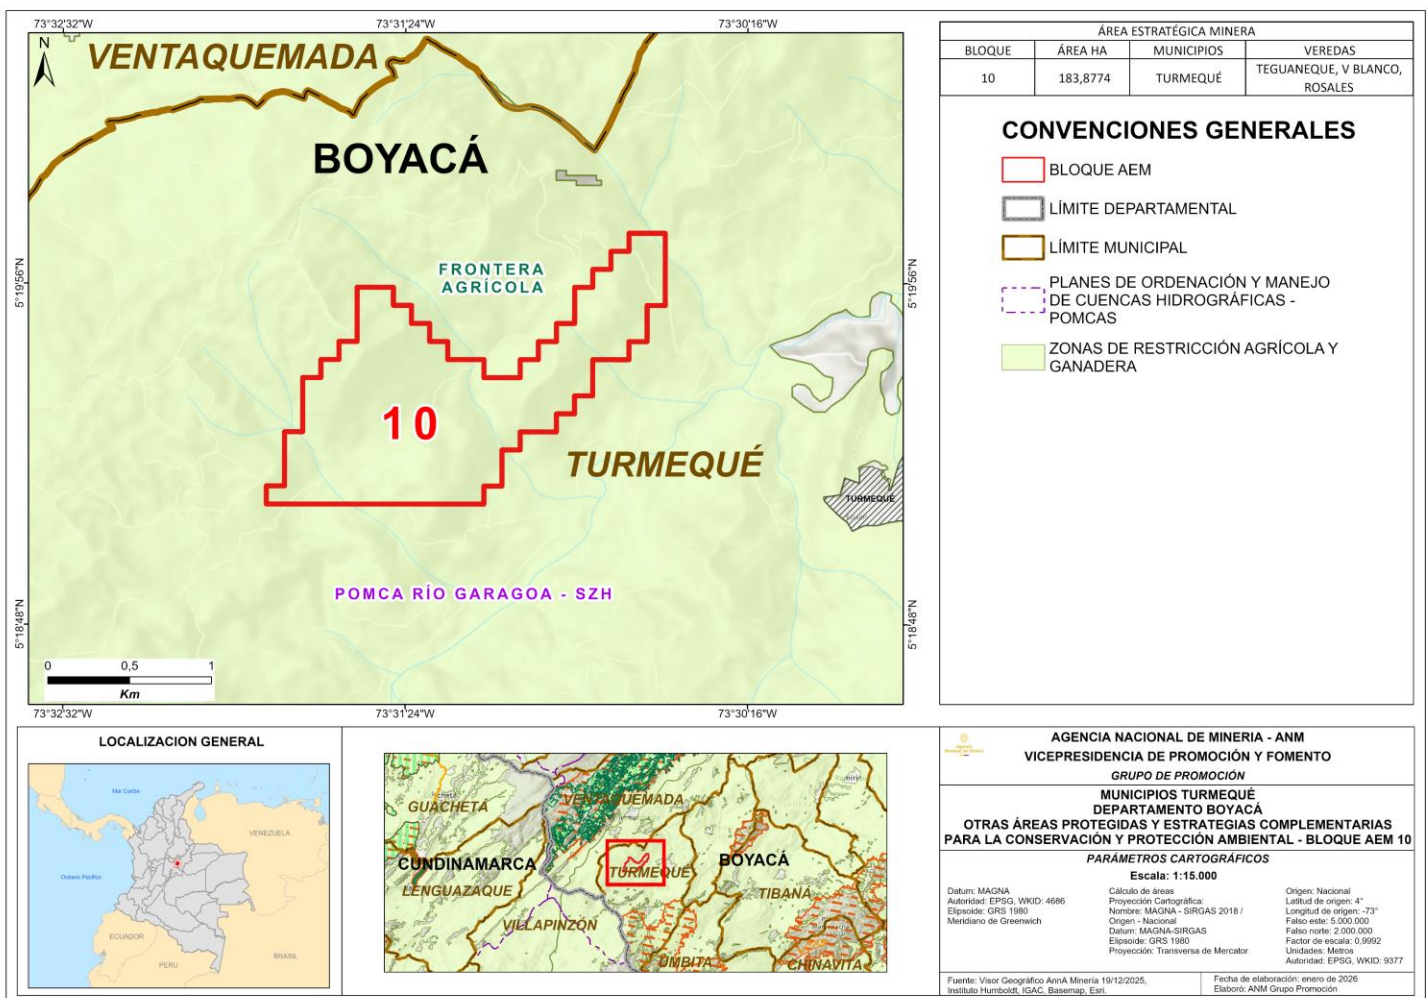 73°32'32"W
73°31'24"W
73°30'16"W
N
VENTAQUEMADA
BOYACÁ
5°19'56"N
5°19'56"N
FRONTERA
AGRÍCOLA
10
TURMEQUÉ
TURMEQUÉ
POMCA RÍO GARAGOA - SZH
5°18'48"N
5°18'48"N
0 0,5 1
Km
73°32'32"W
73°31'24"W
73°30'16"W
ÁREA ESTRATÉGICA MINERA
BLOQUE ÁREA HA MUNICIPIOS VEREDAS
10 183,8774 TURMEQUÉ TEGUANEQUE, V BLANCO,
ROSALES
CONVENCIONES GENERALES
BLOQUE AEM
LÍMITE DEPARTAMENTAL
LÍMITE MUNICIPAL
PLANES DE ORDENACIÓN Y MANEJO
DE CUENCAS HIDROGRÁFICAS -
POMCAS
ZONAS DE RESTRICCIÓN AGRÍCOLA Y
GANADERA
LOCALIZACION GENERAL
Mar Caribe
VENEZUELA
Océano Pacífico
ECUADOR
PERU
BRASIL
GUACHETÁ
VENTAQUEMADA
CUNDINAMARCA
BOYACÁ
TURMEQUÉ
LENGUAZAQUE
TIBANÁ
VILLAPINZÓN
ÚMBITA
CHINAVITA
Agencia
Nacional de Minería
AGENCIA NACIONAL DE MINERIA - ANM
VICEPRESIDENCIA DE PROMOCIÓN Y FOMENTO
GRUPO DE PROMOCIÓN
MUNICIPIOS TURMEQUÉ
DEPARTAMENTO BOYACÁ
OTRAS ÁREAS PROTEGIDAS Y ESTRATEGIAS COMPLEMENTARIAS
PARA LA CONSERVACIÓN Y PROTECCIÓN AMBIENTAL - BLOQUE AEM 10
PARÁMETROS CARTOGRÁFICOS
Escala: 1:15.000
Datum: MAGNA
Autoridad: EPSG, WKID: 4686
Elipsoide: GRS 1980
Meridiano de Greenwich
Cálculo de áreas
Proyección Cartográfica:
Nombre: MAGNA - SIRGAS 2018 /
Origen - Nacional
Datum: MAGNA-SIRGAS
Elipsoide: GRS 1980
Proyección: Transversa de Mercator
Origen: Nacional
Latitud de origen: 4°
Longitud de origen: -73°
Falso este: 5.000.000
Falso norte: 2.000.000
Factor de escala: 0,9992
Unidades: Metros
Autoridad: EPSG, WKID: 9377
Fuente: Visor Geográfico AnnA Minería 19/12/2025,
Instituto Humboldt, IGAC, Basemap, Esri.
Fecha de elaboración: enero de 2026
Elaboró: ANM Grupo Promoción